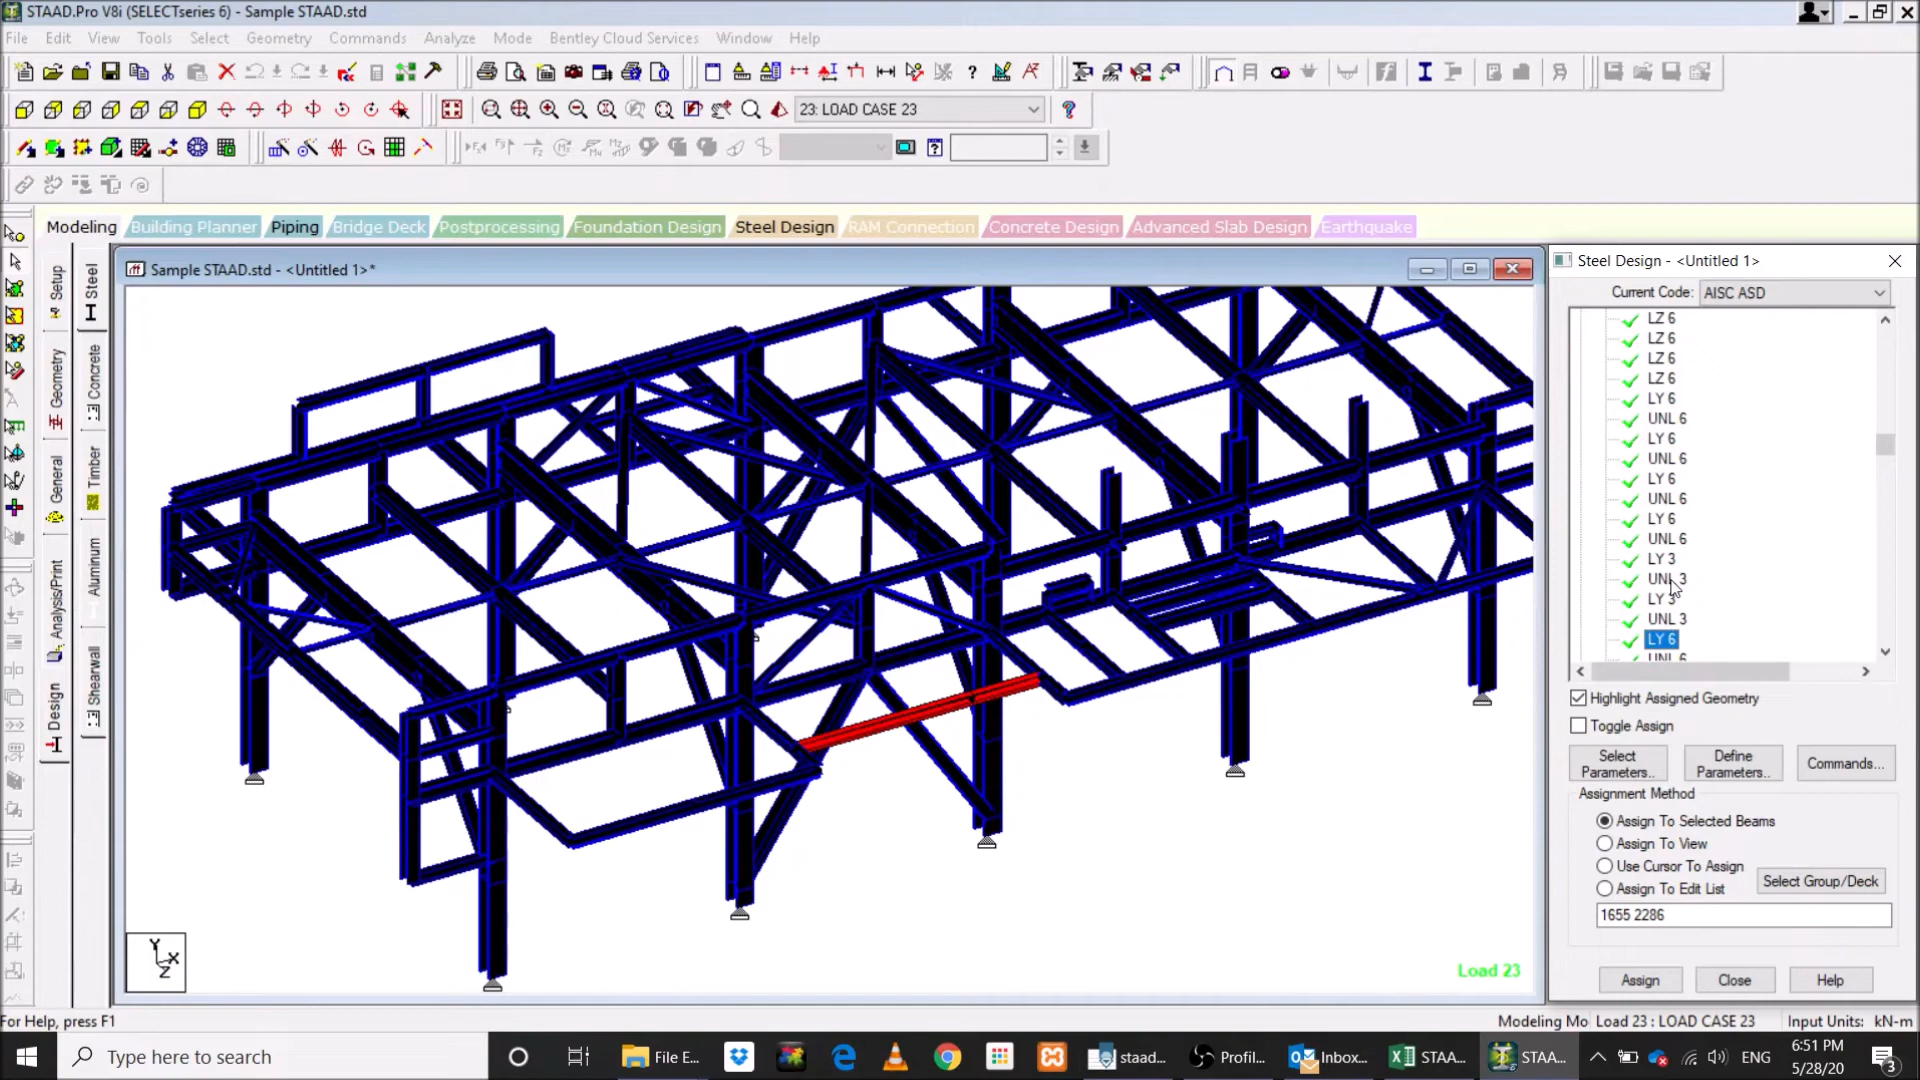 STAAD.Pro V8i (SELECTseries 6) - Sample STAAD.std
File Edit View Tools Select Geometry Commands Analyze Mode Bentley Cloud Services Window Help
23: LOAD CASE 23
Modeling Building Planner Piping Bridge Deck Postprocessing Foundation Design Steel Design RAM Connection Concrete Design Advanced Slab Design Earthquake
Setup
Geometry
General
Analysis/Print
Design
Steel
Concrete
Timber
Aluminum
Shearwall
Sample STAAD.std - <Untitled 1>*
Y
X
Z
Load 23
Steel Design - <Untitled 1>
Current Code: AISC ASD
LZ 6
LZ 6
LZ 6
LZ 6
LY 6
UNL 6
LY 6
UNL 6
LY 6
UNL 6
LY 6
UNL 6
LY 3
UNL 3
LY 3
UNL 3
LY 6
UNL 6
Highlight Assigned Geometry
Toggle Assign
Select Parameters..
Define Parameters..
Commands...
Assignment Method
Assign To Selected Beams
Assign To View
Use Cursor To Assign
Assign To Edit List
Select Group/Deck
1655 2286
Assign Close Help
For Help, press F1
Modeling Mo Load 23 : LOAD CASE 23 Input Units: kN-m
Type here to search
File E...
staad...
Profil...
Inbox...
STAA...
STAA...
ENG
6:51 PM
5/28/20
3